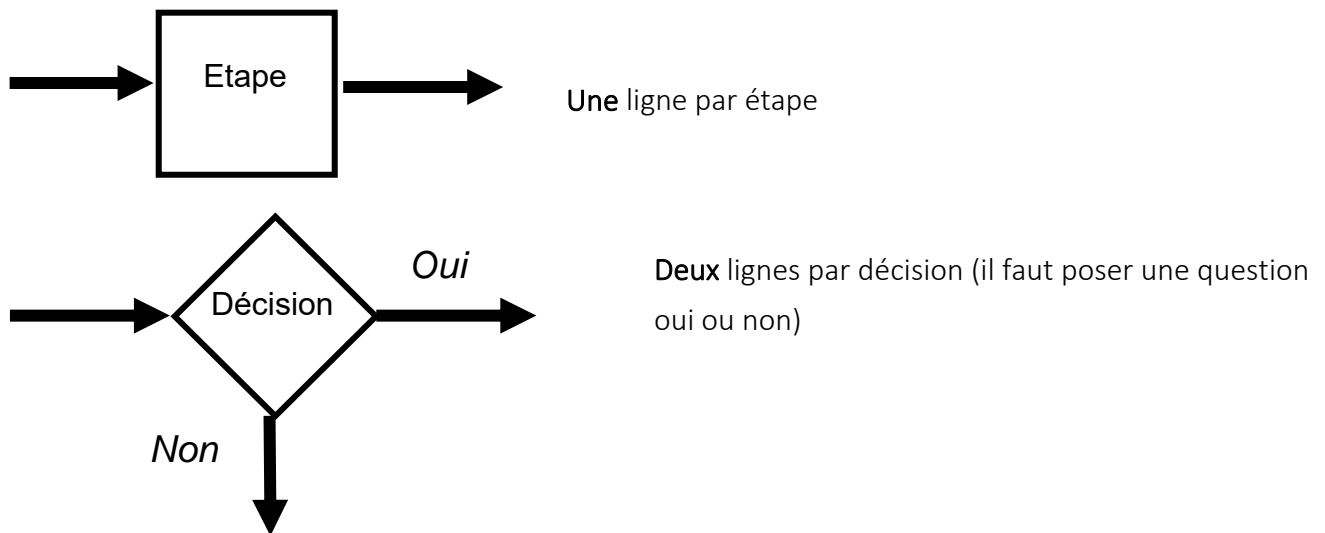 Etape
Une ligne par étape
Oui
Décision
Deux lignes par décision (il faut poser une question
oui ou non)
Non